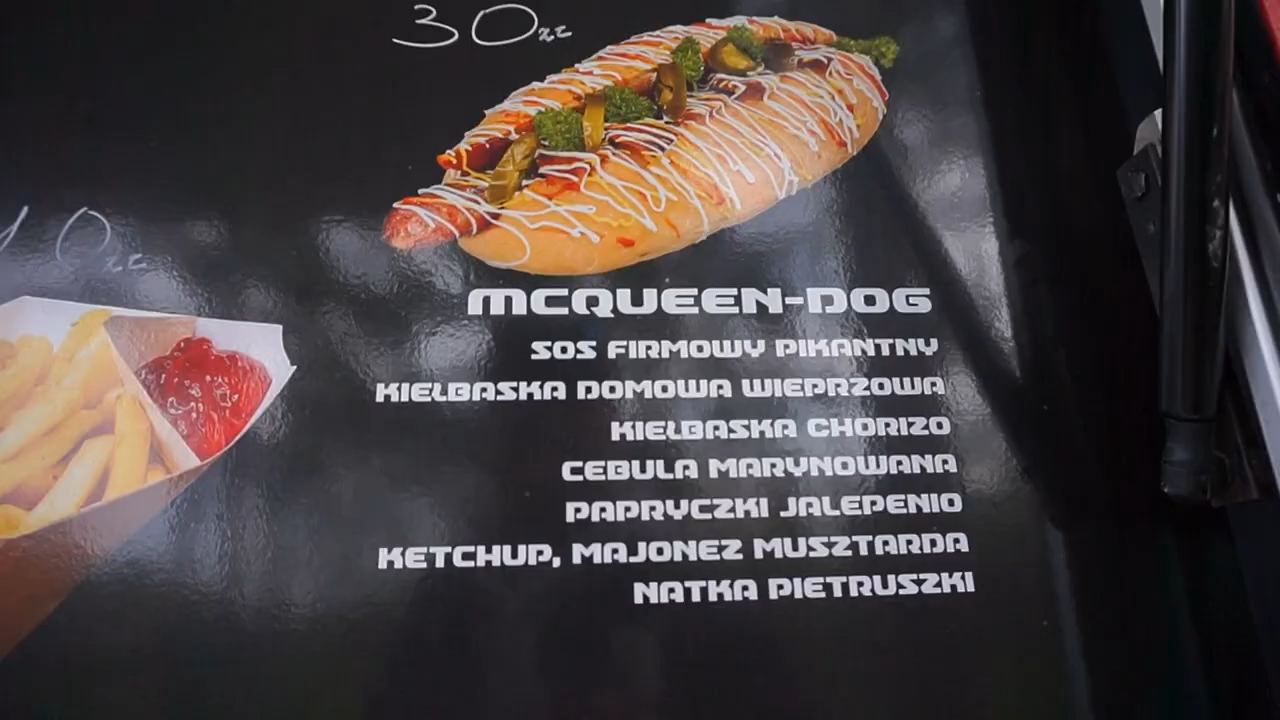 30zł
10zł
MCQUEEN-DOG
SOS FIRMOWY PIKANTNY
KIEŁBASKA DOMOWA WIEPRZOWA
KIEŁBASKA CHORIZO
CEBULA MARYNOWANA
PAPRYCZKI JALEPENIO
KETCHUP, MAJONEZ MUSZTARDA
NATKA PIETRUSZKI